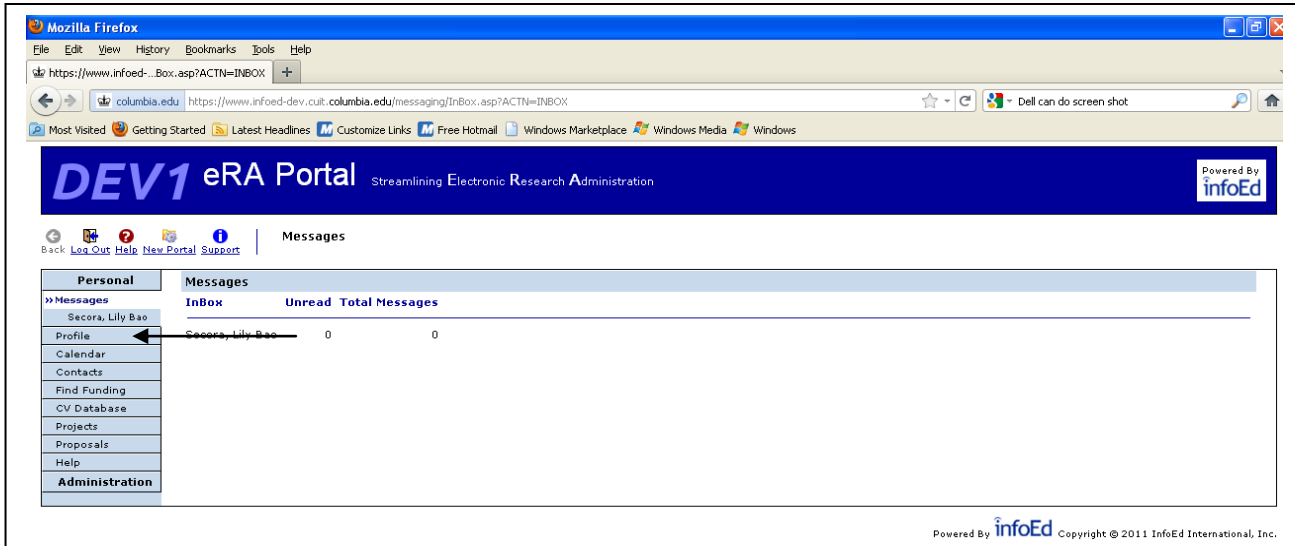 Mozilla Firefox
File Edit View History Bookmarks Tools Help
https://www.infoed-...Box.asp?ACTN=INBOX +
columbia.edu https://www.infoed-dev.cuit.columbia.edu/messaging/InBox.asp?ACTN=INBOX Dell can do screen shot
Most Visited Getting Started Latest Headlines Customize Links Free Hotmail Windows Marketplace Windows Media Windows
DEV1 eRA Portal Streamlining Electronic Research Administration Powered By infoEd
Back Log Out Help New Portal Support Messages
Personal Messages
»Messages InBox Unread Total Messages
Secora, Lily Bao
Profile Secora, Lily Bao 0 0
Calendar
Contacts
Find Funding
CV Database
Projects
Proposals
Help
Administration
Powered By infoEd Copyright © 2011 InfoEd International, Inc.